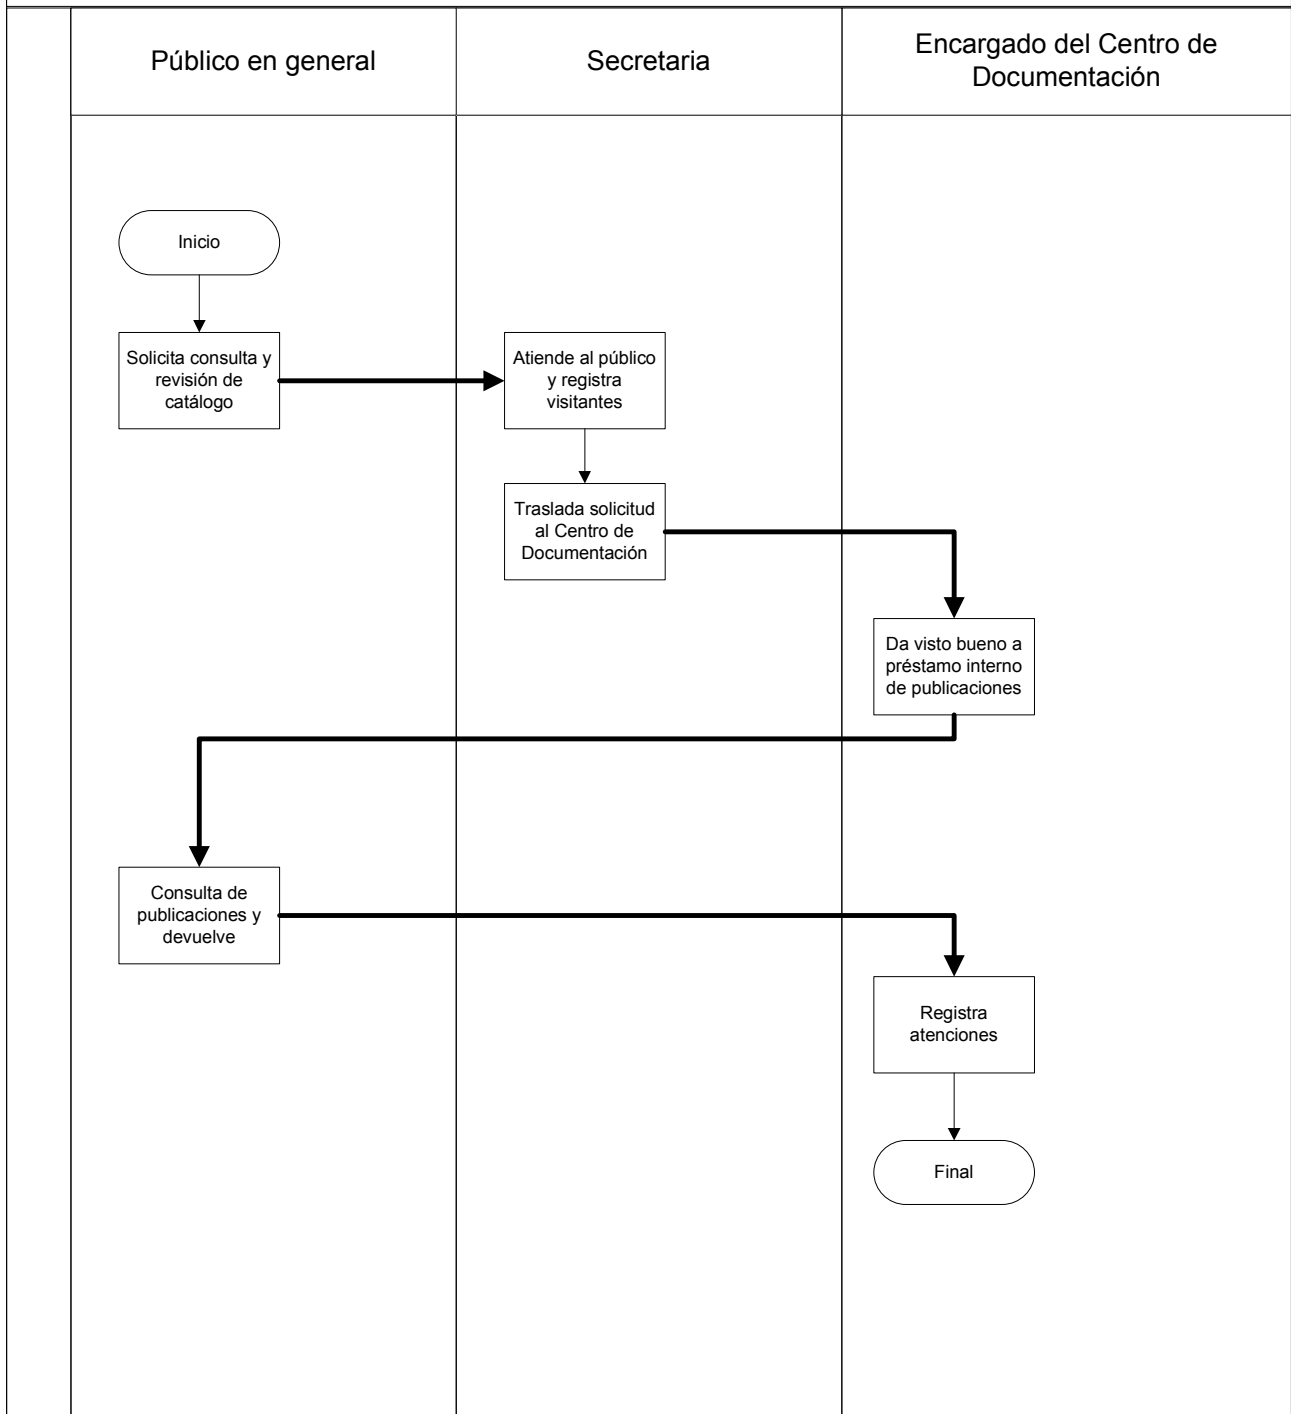 Público en general
Secretaria
Encargado del Centro de
Documentación
Inicio
Solicita consulta y
revisión de
catálogo
Atiende al público
y registra
visitantes
Traslada solicitud
al Centro de
Documentación
Da visto bueno a
préstamo interno
de publicaciones
Consulta de
publicaciones y
devuelve
Registra
atenciones
Final